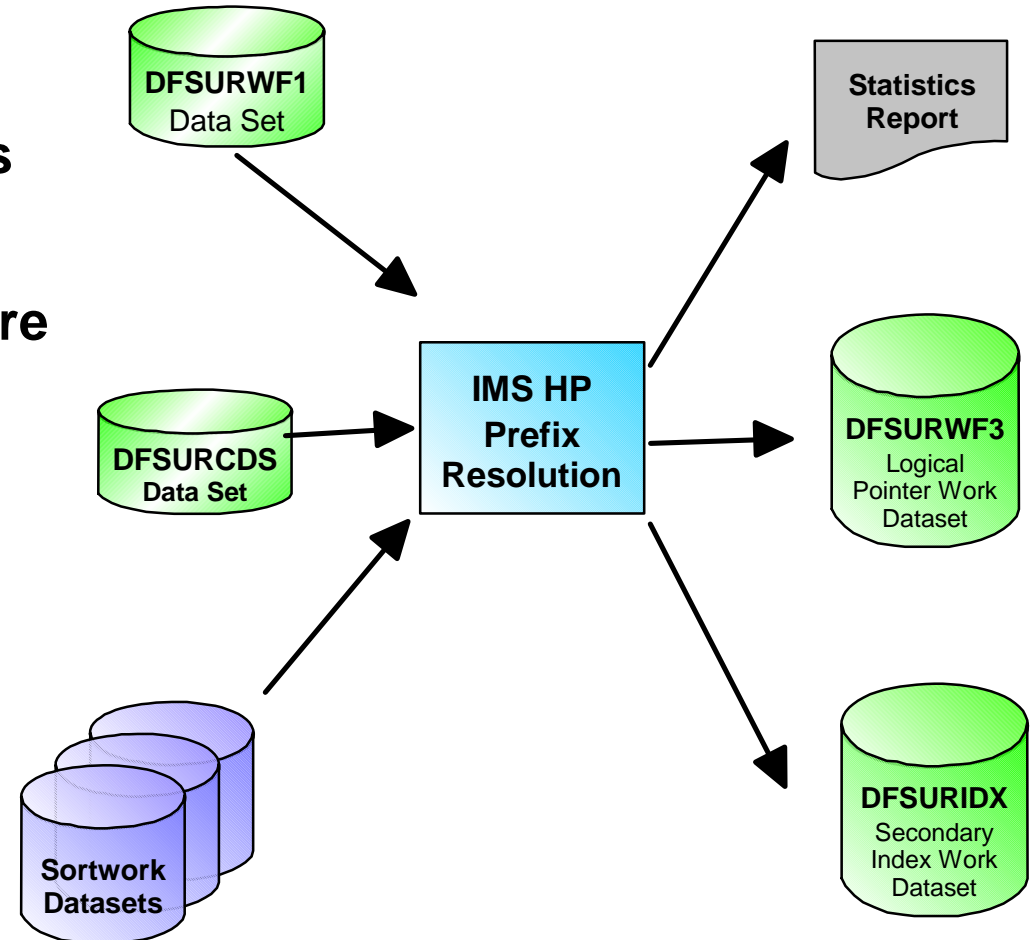 DFSURWF1
Data Set
s
re
DFSURCDS
Data Set
Sortwork
Datasets
IMS HP
Prefix
Resolution
Statistics
Report
DFSURWF3
Logical
Pointer Work
Dataset
DFSURIDX
Secondary
Index Work
Dataset